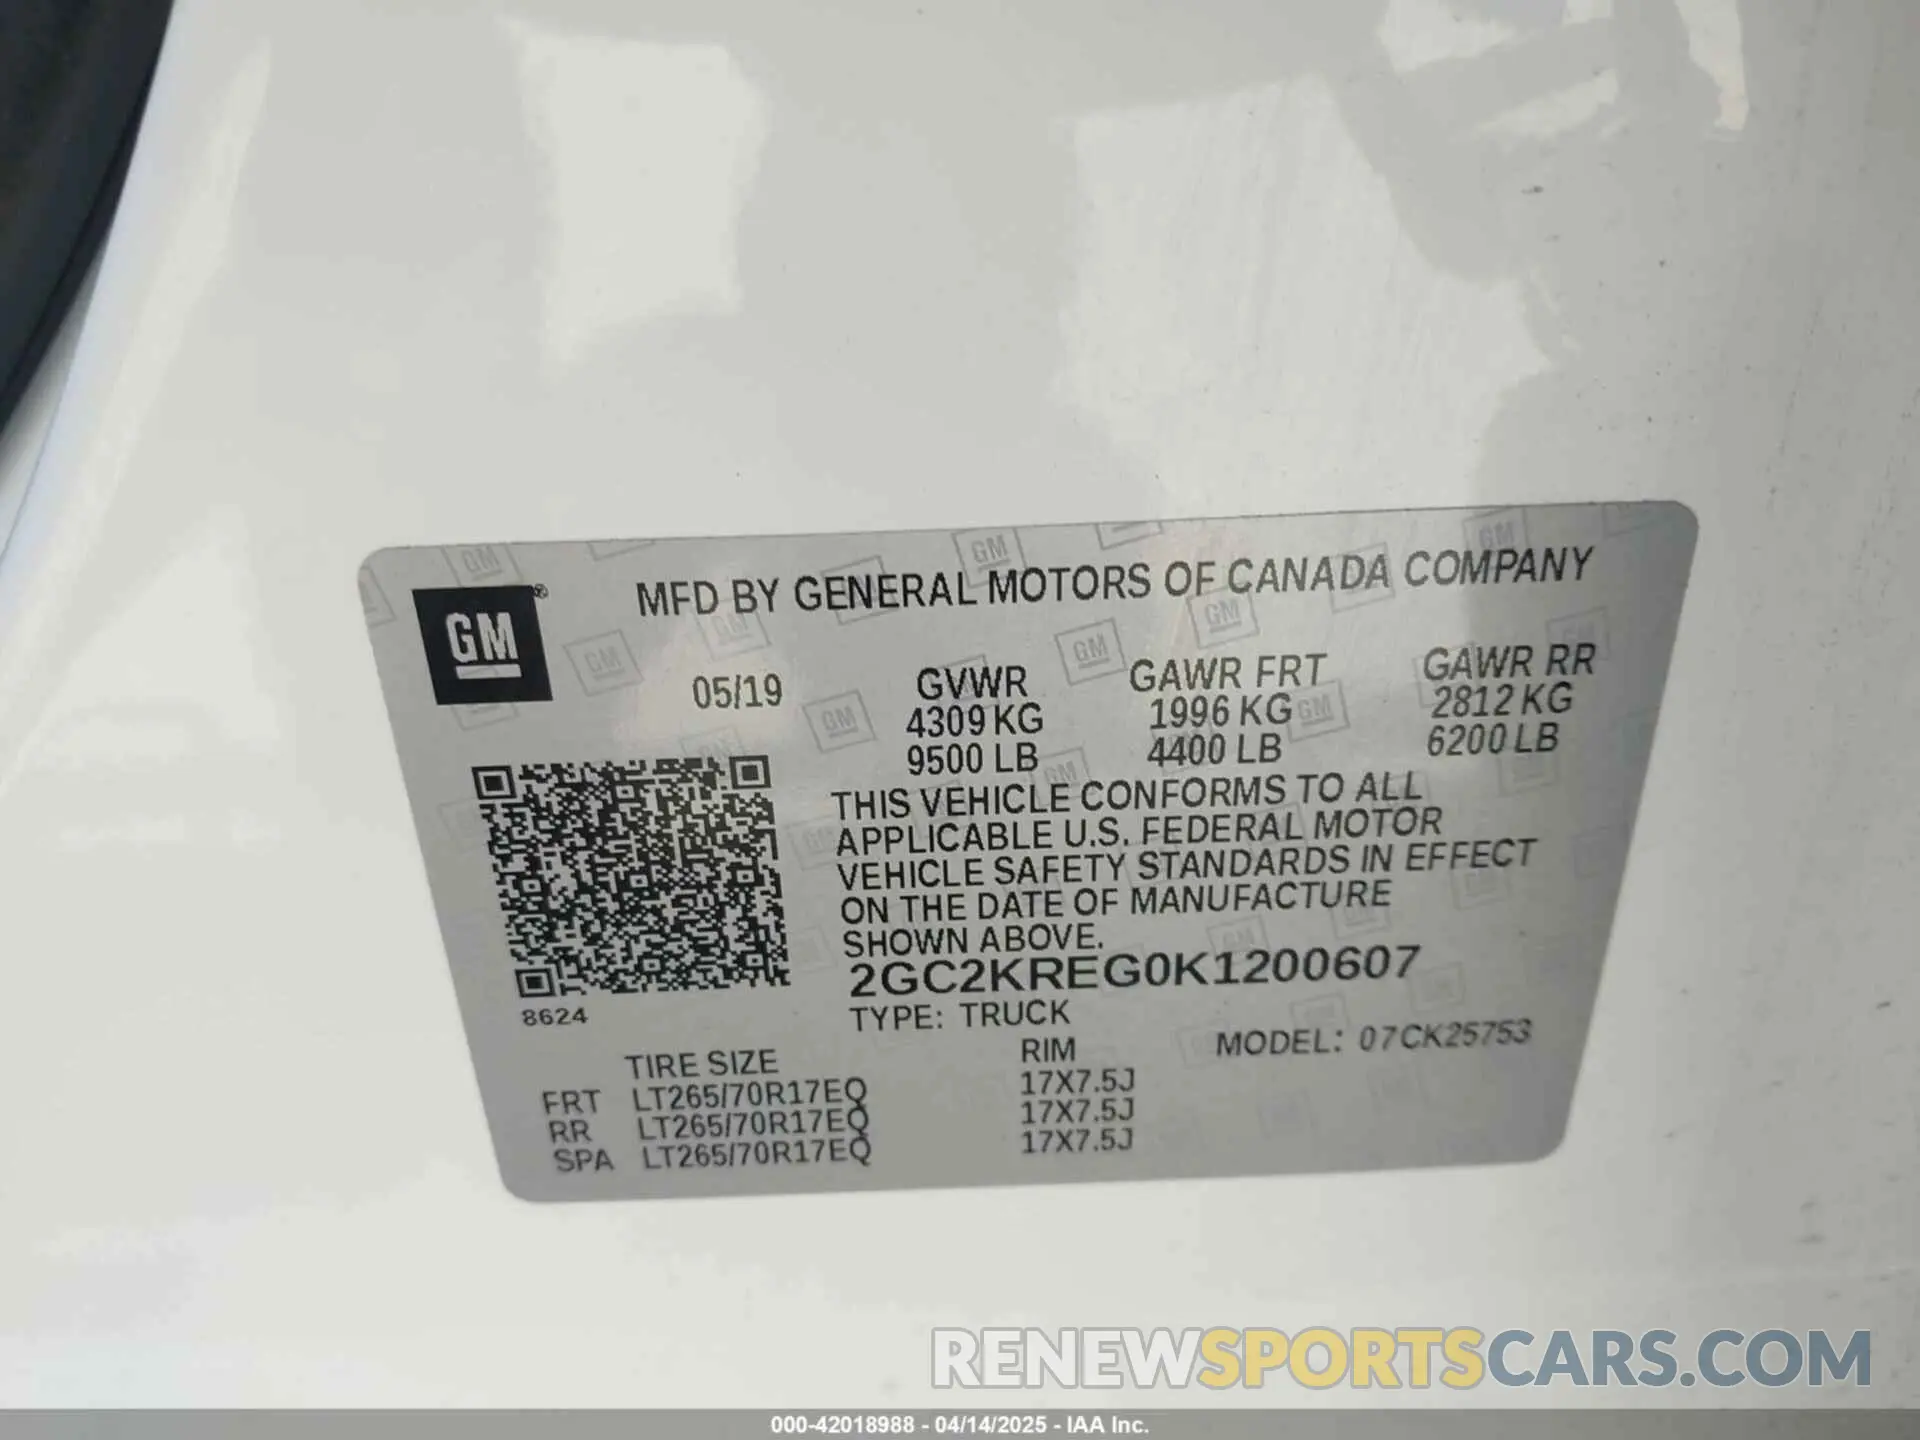 GM®
MFD BY GENERAL MOTORS OF CANADA COMPANY
05/19
GVWR GAWR FRT GAWR RR
4309 KG 1996 KG 2812 KG
9500 LB 4400 LB 6200 LB
THIS VEHICLE CONFORMS TO ALL
APPLICABLE U.S. FEDERAL MOTOR
VEHICLE SAFETY STANDARDS IN EFFECT
ON THE DATE OF MANUFACTURE
SHOWN ABOVE.
2GC2KREG0K1200607
8624
TYPE: TRUCK
MODEL: 07CK25753
TIRE SIZE RIM
FRT LT265/70R17EQ 17X7.5J
RR LT265/70R17EQ 17X7.5J
SPA LT265/70R17EQ 17X7.5J
RENEWSPORTSCARS.COM
000-42018988 - 04/14/2025 - IAA Inc.